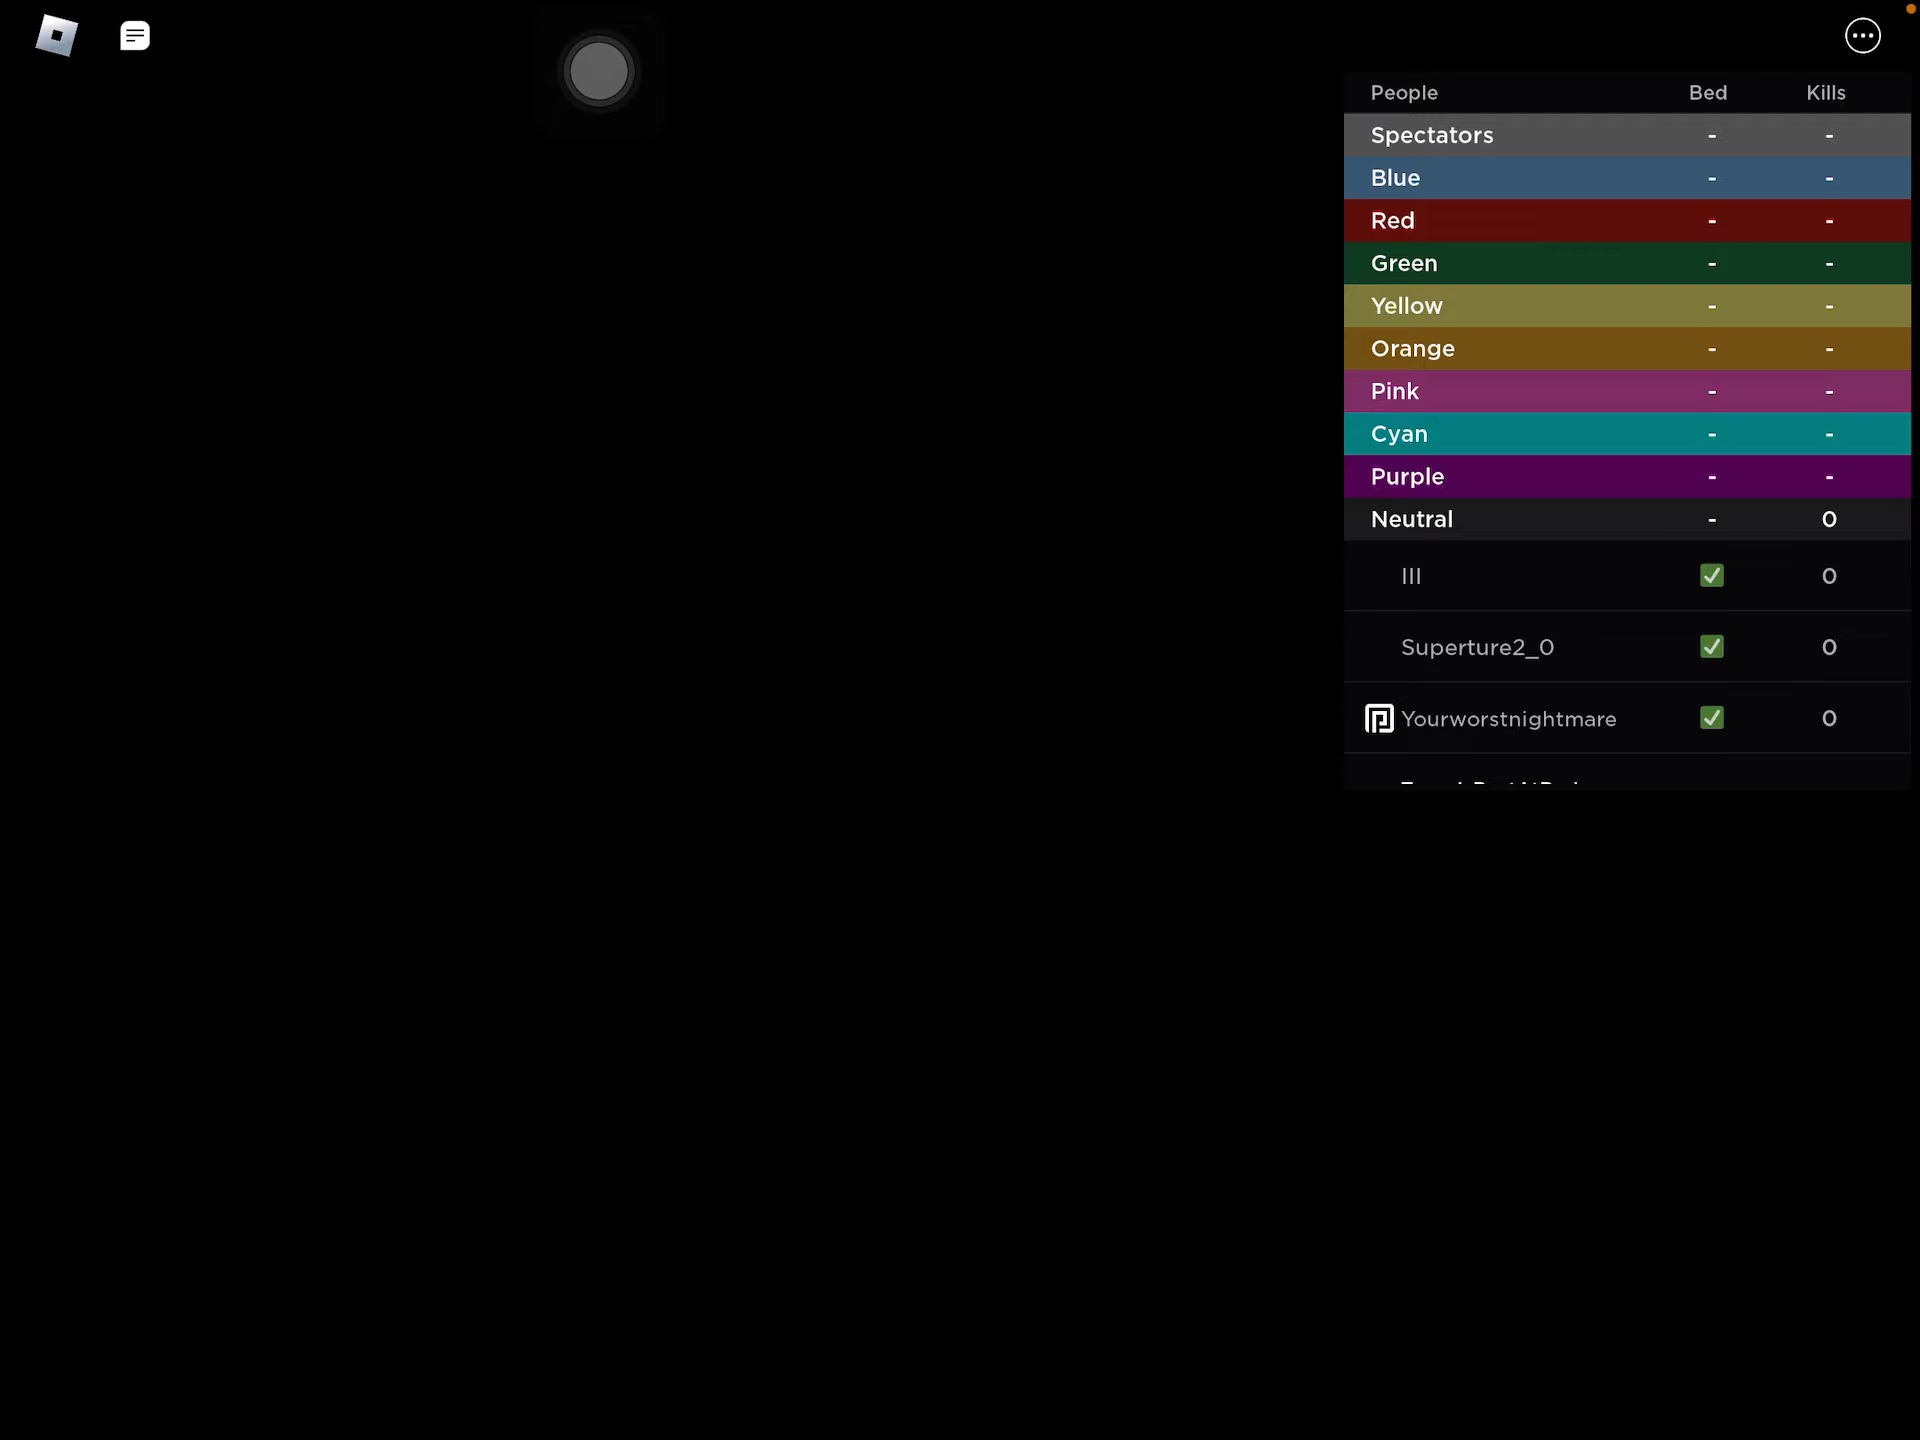 People Bed Kills
Spectators - -
Blue - -
Red - -
Green - -
Yellow - -
Orange - -
Pink - -
Cyan - -
Purple - -
Neutral - 0
III 0
Superture2_0 0
Yourworstnightmare 0